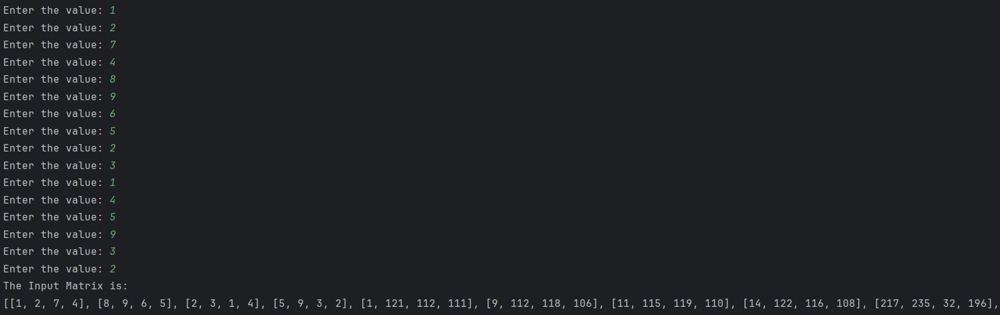 Enter the value: 1
Enter the value: 2
Enter the value: 7
Enter the value: 4
Enter the value: 8
Enter the value: 9
Enter the value: 6
Enter the value: 5
Enter the value: 2
Enter the value: 3
Enter the value: 1
Enter the value: 4
Enter the value: 5
Enter the value: 9
Enter the value: 3
Enter the value: 2
The Input Matrix is:
[[1, 2, 7, 4], [8, 9, 6, 5], [2, 3, 1, 4], [5, 9, 3, 2], [1, 121, 112, 111], [9, 112, 118, 106], [11, 115, 119, 110], [14, 122, 116, 108], [217, 235, 32, 196],